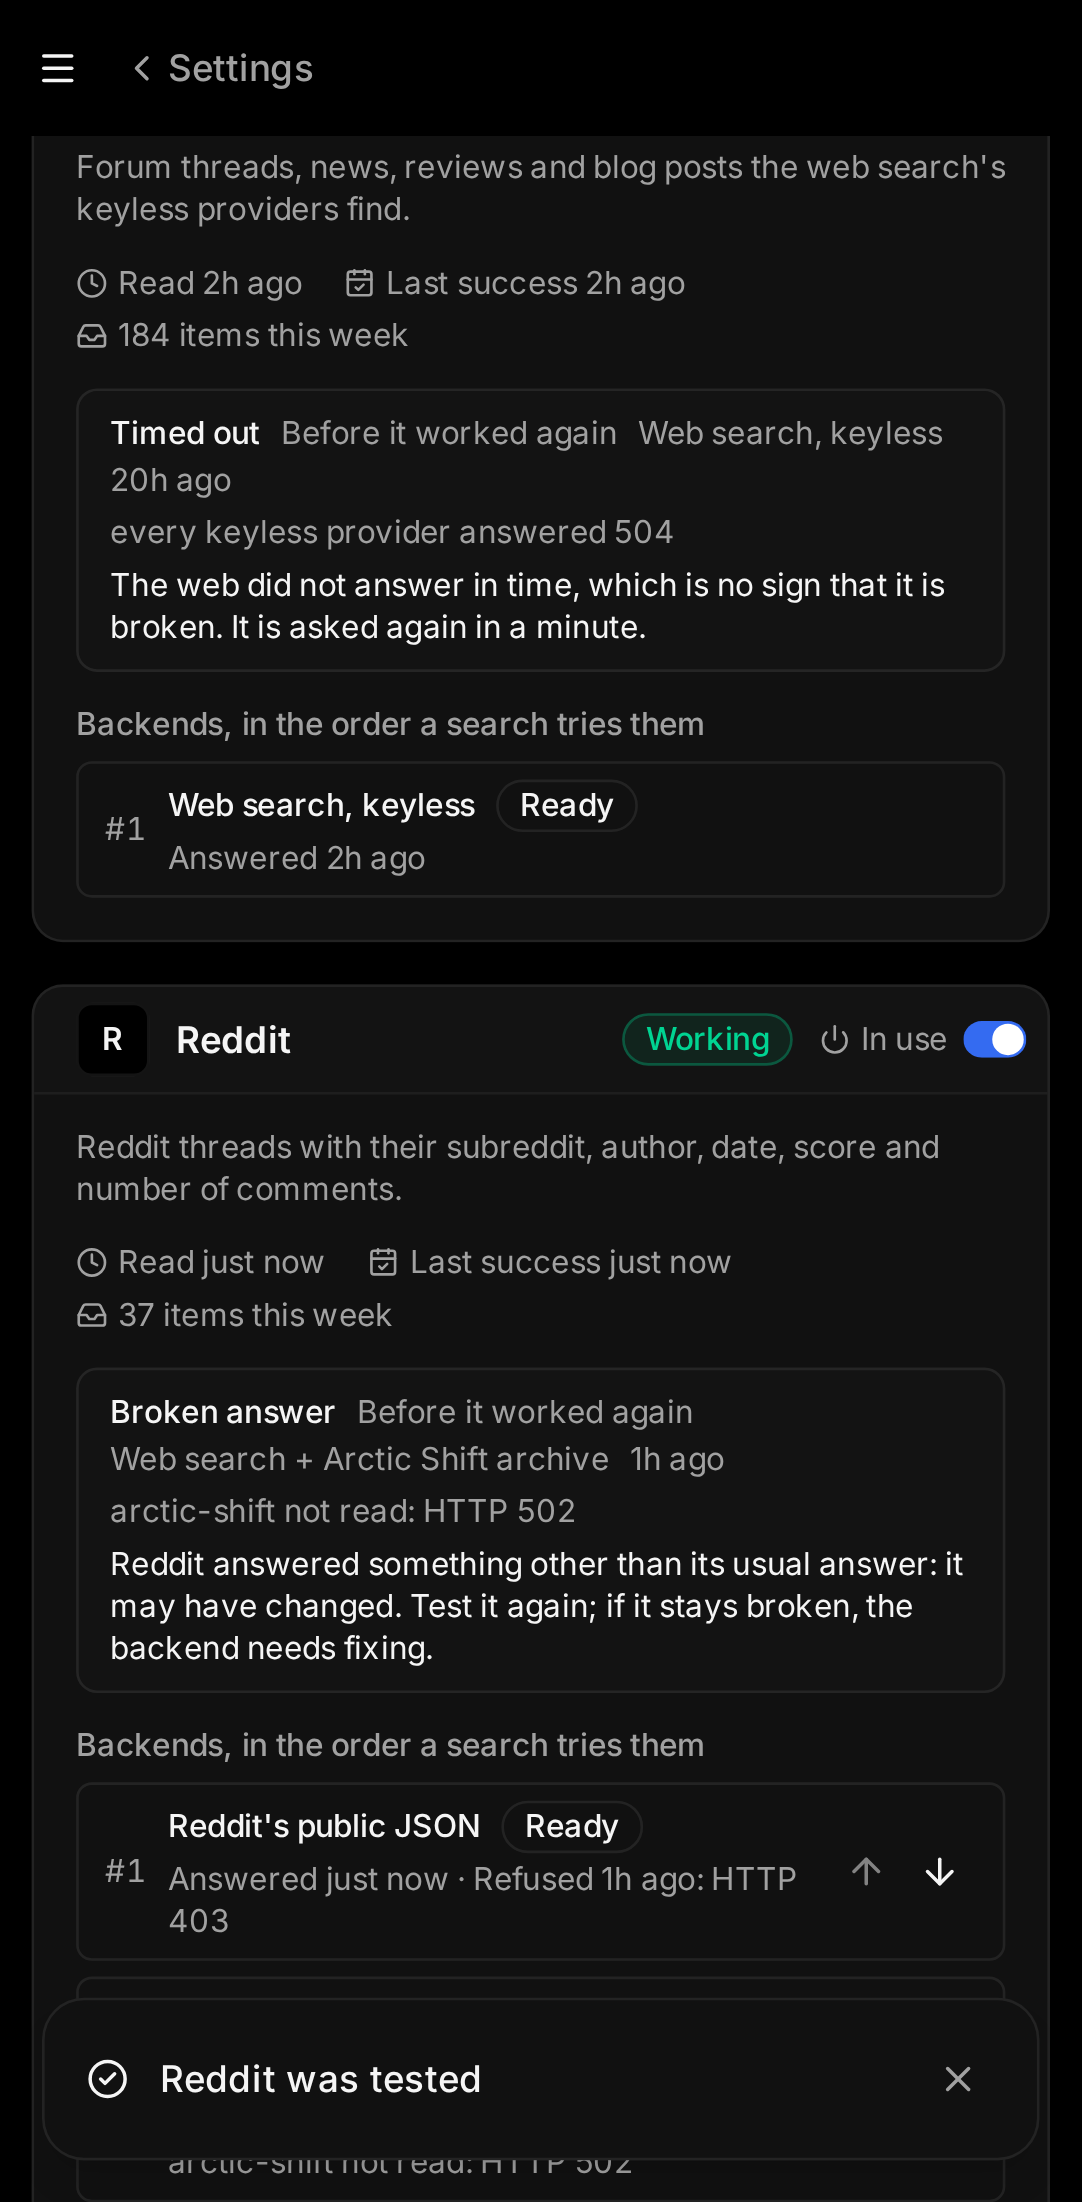 Settings
Forum threads, news, reviews and blog posts the web search's
keyless providers find.
Read 2h ago Last success 2h ago
184 items this week
Timed out Before it worked again Web search, keyless
20h ago
every keyless provider answered 504
The web did not answer in time, which is no sign that it is
broken. It is asked again in a minute.
Backends, in the order a search tries them
#1
Web search, keyless Ready
Answered 2h ago
R Reddit Working In use
Reddit threads with their subreddit, author, date, score and
number of comments.
Read just now Last success just now
37 items this week
Broken answer Before it worked again
Web search + Arctic Shift archive 1h ago
arctic-shift not read: HTTP 502
Reddit answered something other than its usual answer: it
may have changed. Test it again; if it stays broken, the
backend needs fixing.
Backends, in the order a search tries them
#1
Reddit's public JSON Ready
Answered just now · Refused 1h ago: HTTP
403
Reddit was tested
arctic-shift not read: HTTP 502